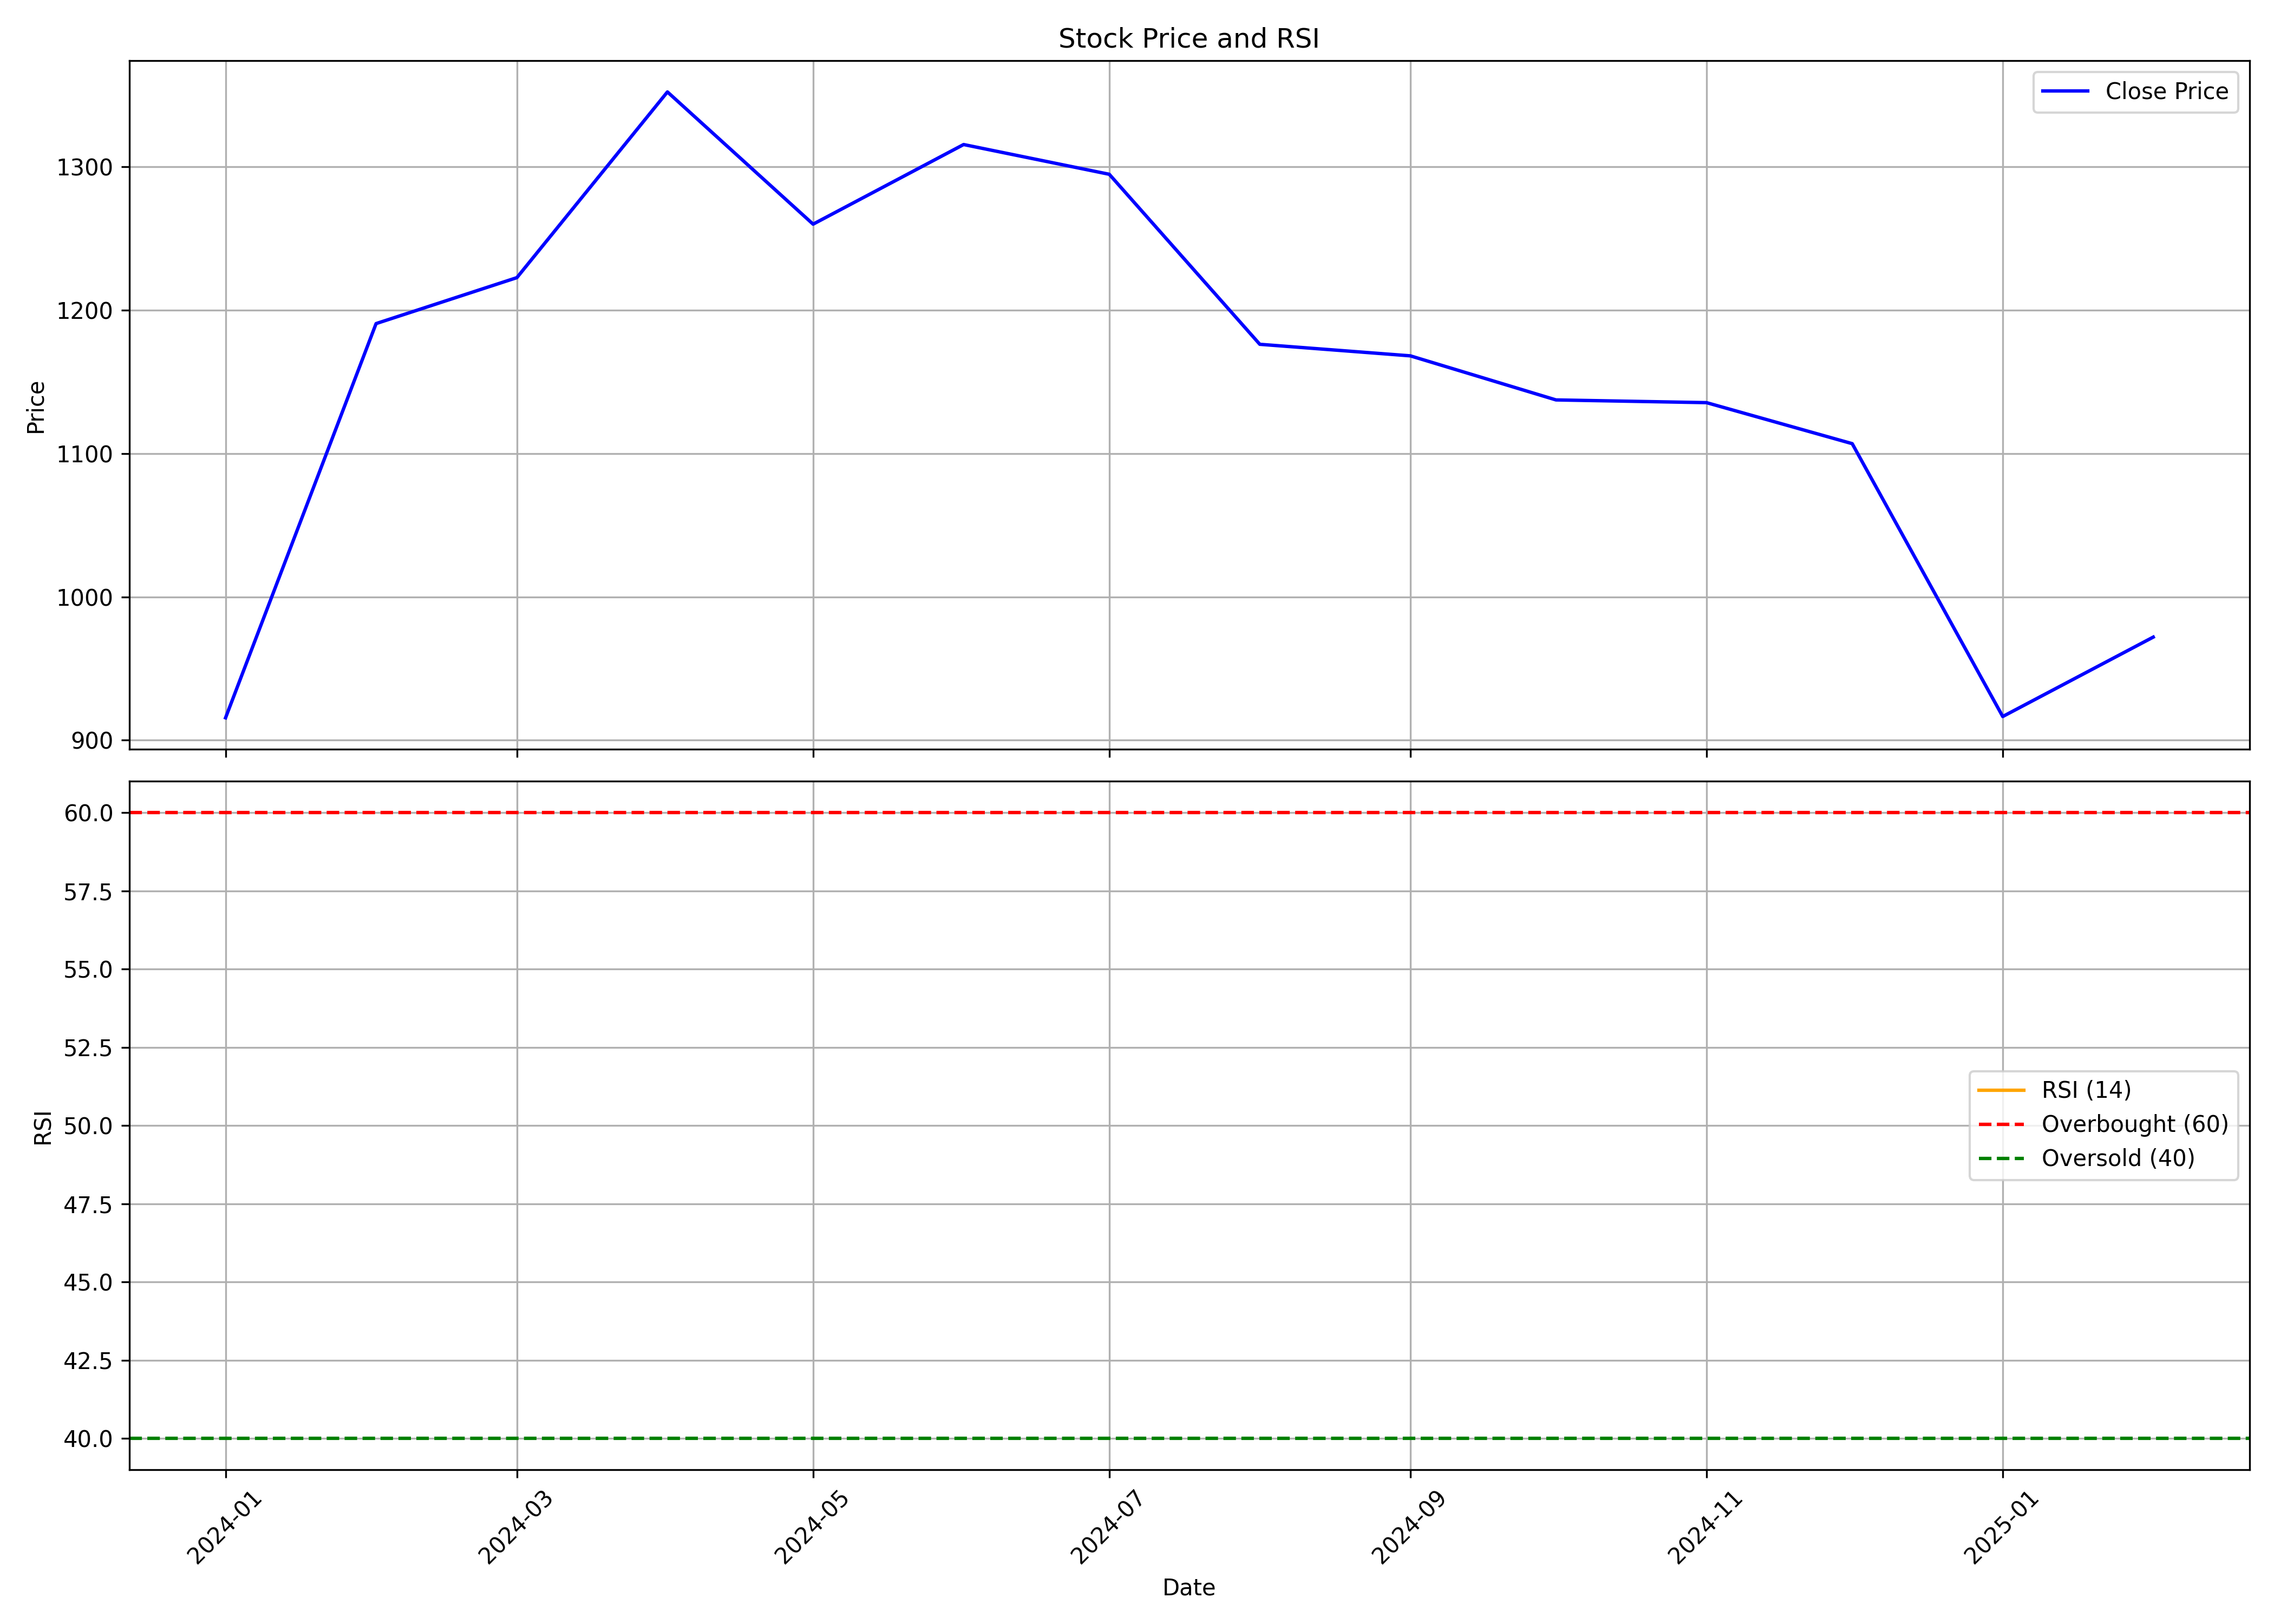 Stock Price and RSI
Close Price
Price
1300
1200
1100
1000
900
RSI
60.0
57.5
55.0
52.5
50.0
47.5
45.0
42.5
40.0
RSI (14)
Overbought (60)
Oversold (40)
2024-01
2024-03
2024-05
2024-07
2024-09
2024-11
2025-01
Date